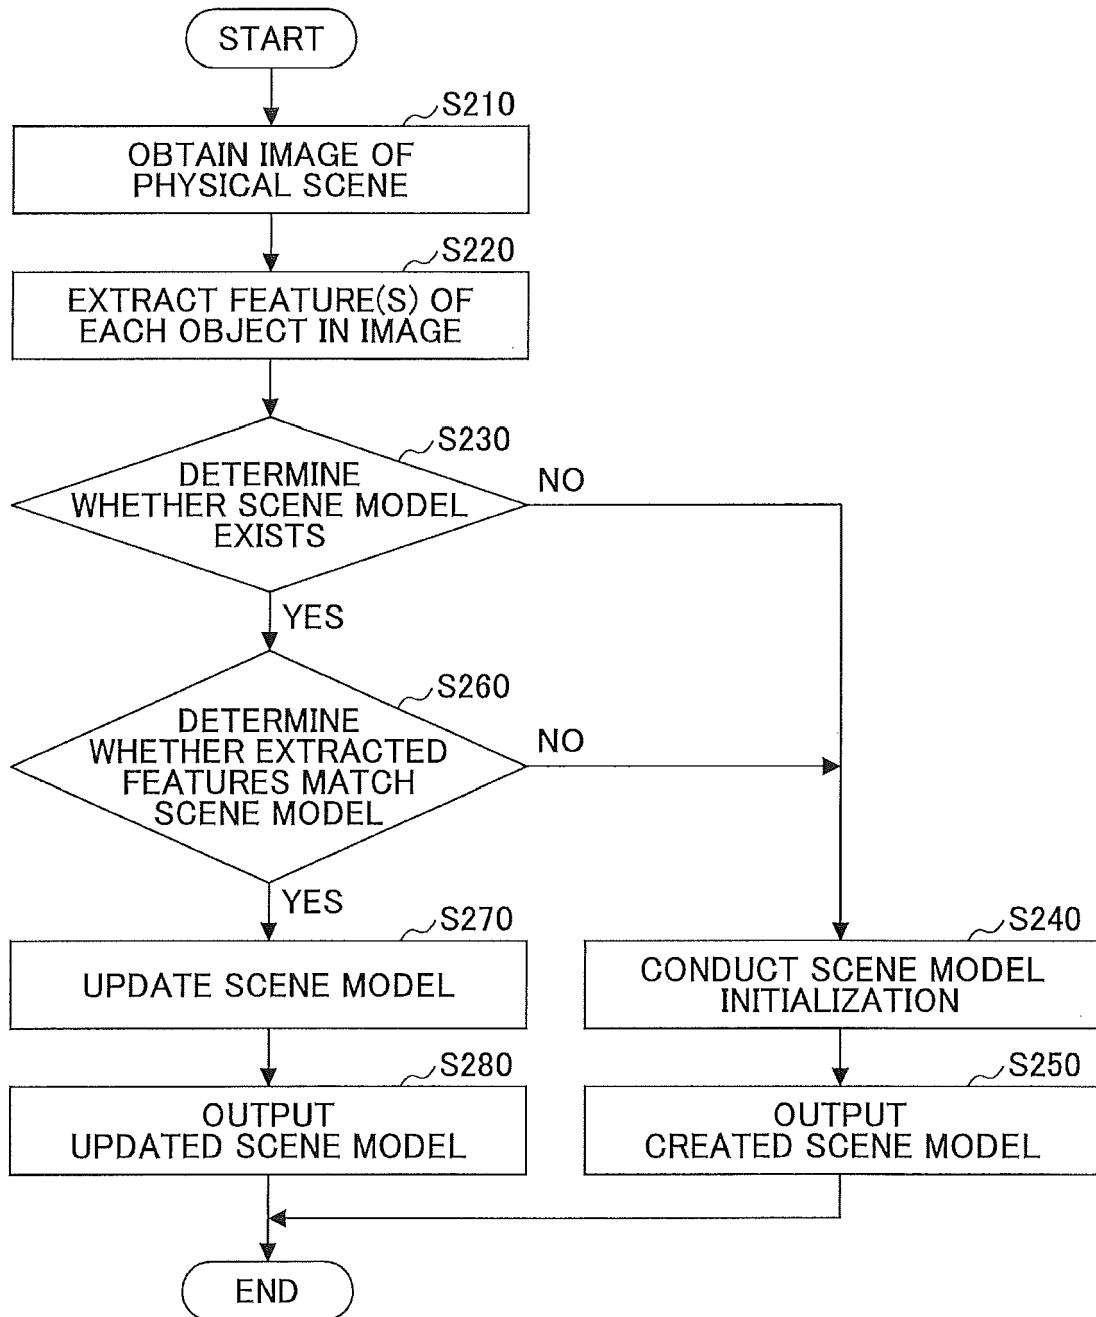 START
S210
OBTAIN IMAGE OF
PHYSICAL SCENE
S220
EXTRACT FEATURE(S) OF
EACH OBJECT IN IMAGE
S230
DETERMINE
WHETHER SCENE MODEL
EXISTS
NO
YES
S260
DETERMINE
WHETHER EXTRACTED
FEATURES MATCH
SCENE MODEL
NO
YES
S270
UPDATE SCENE MODEL
S240
CONDUCT SCENE MODEL
INITIALIZATION
S280
OUTPUT
UPDATED SCENE MODEL
S250
OUTPUT
CREATED SCENE MODEL
END